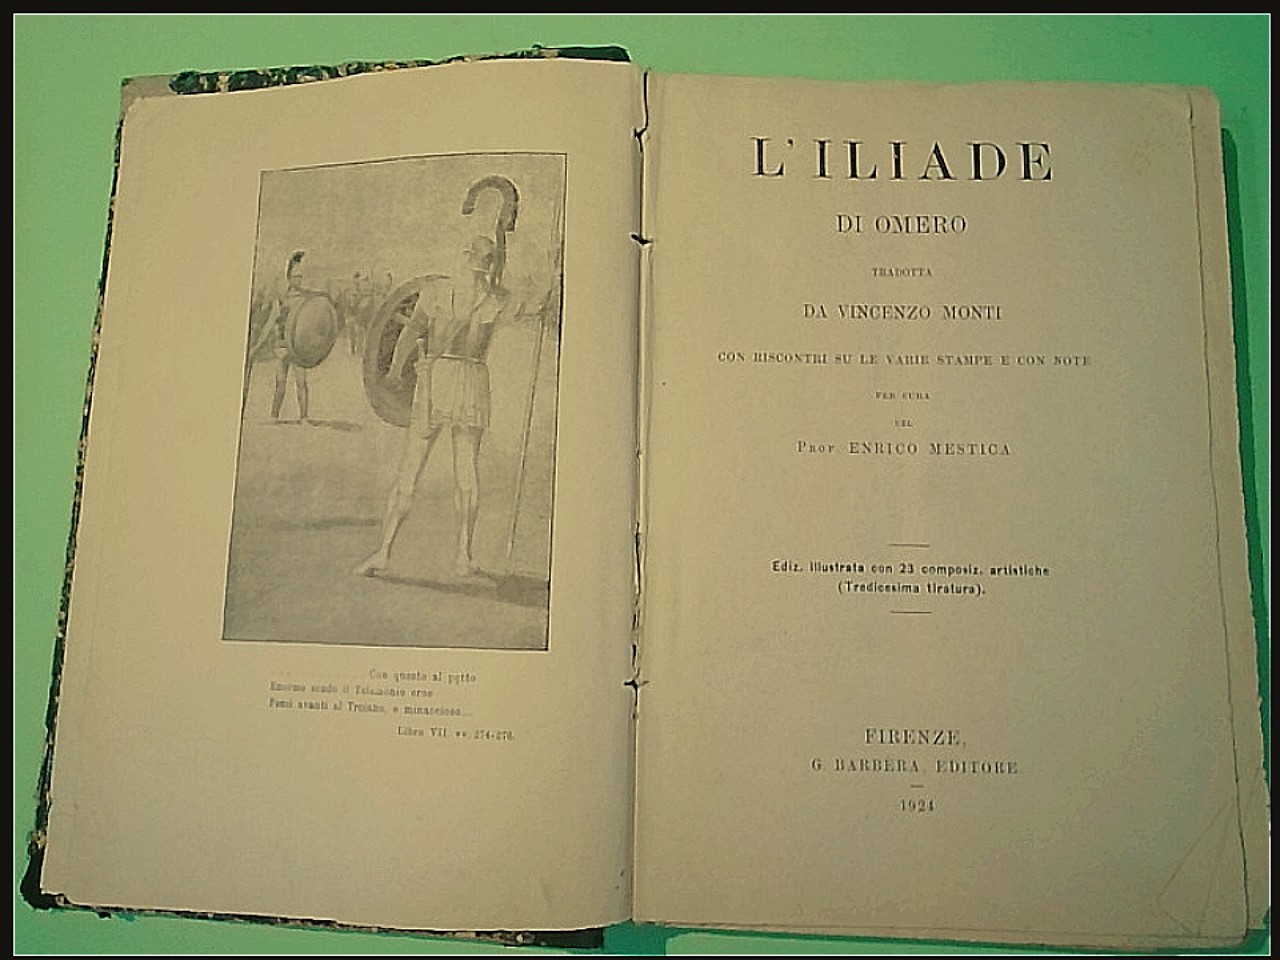 Con questo al petto
Enorme scudo il Telamónio eroe
Fessi avanti al Troiano, e minaccioso....
Libro VII. vv. 274-276.
L'ILIADE
DI OMERO
TRADOTTA
DA VINCENZO MONTI
CON RISCONTRI SU LE VARIE STAMPE E CON NOTE
PER CURA
DEL
Prof ENRICO MESTICA
Ediz. illustrata con 23 composiz. artistiche
(Tredicesima tiratura).
FIRENZE,
G. BARBÈRA, EDITORE
1924